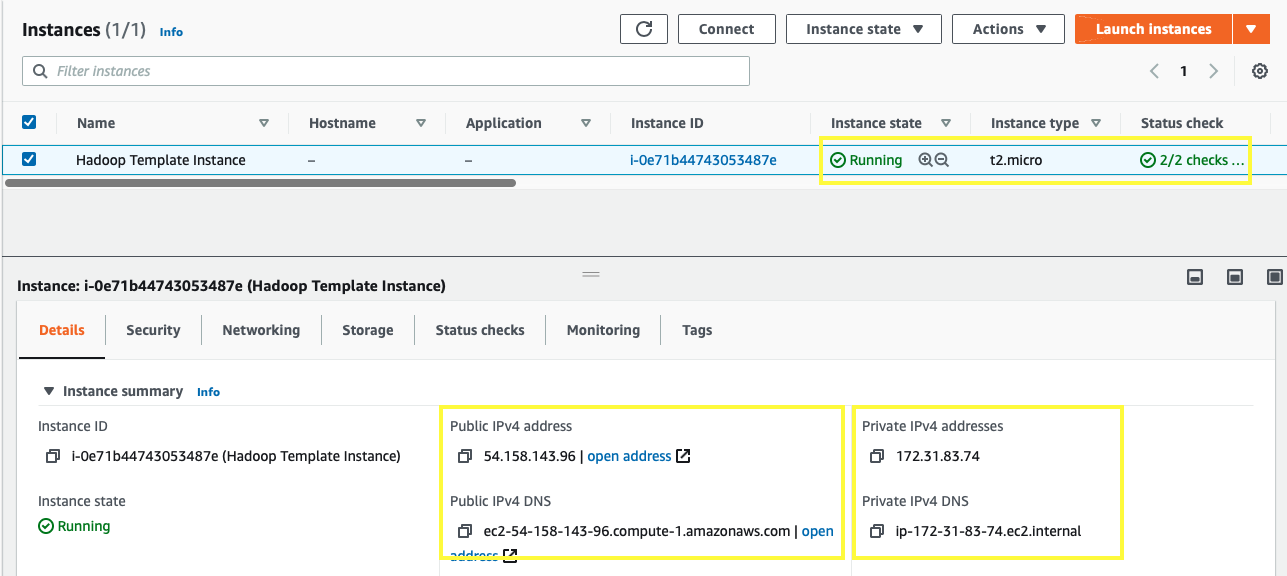 Instances (1/1) Info Connect Instance state Actions Launch instances
Filter instances 1
Name Hostname Application Instance ID Instance state Instance type Status check
Hadoop Template Instance – – i-0e71b44743053487e Running t2.micro 2/2 checks ...
Instance: i-0e71b44743053487e (Hadoop Template Instance)
Details Security Networking Storage Status checks Monitoring Tags
Instance summary Info
Instance ID Public IPv4 address Private IPv4 addresses
i-0e71b44743053487e (Hadoop Template Instance) 54.158.143.96 | open address 172.31.83.74
Instance state Public IPv4 DNS Private IPv4 DNS
Running ec2-54-158-143-96.compute-1.amazonaws.com | open ip-172-31-83-74.ec2.internal
address